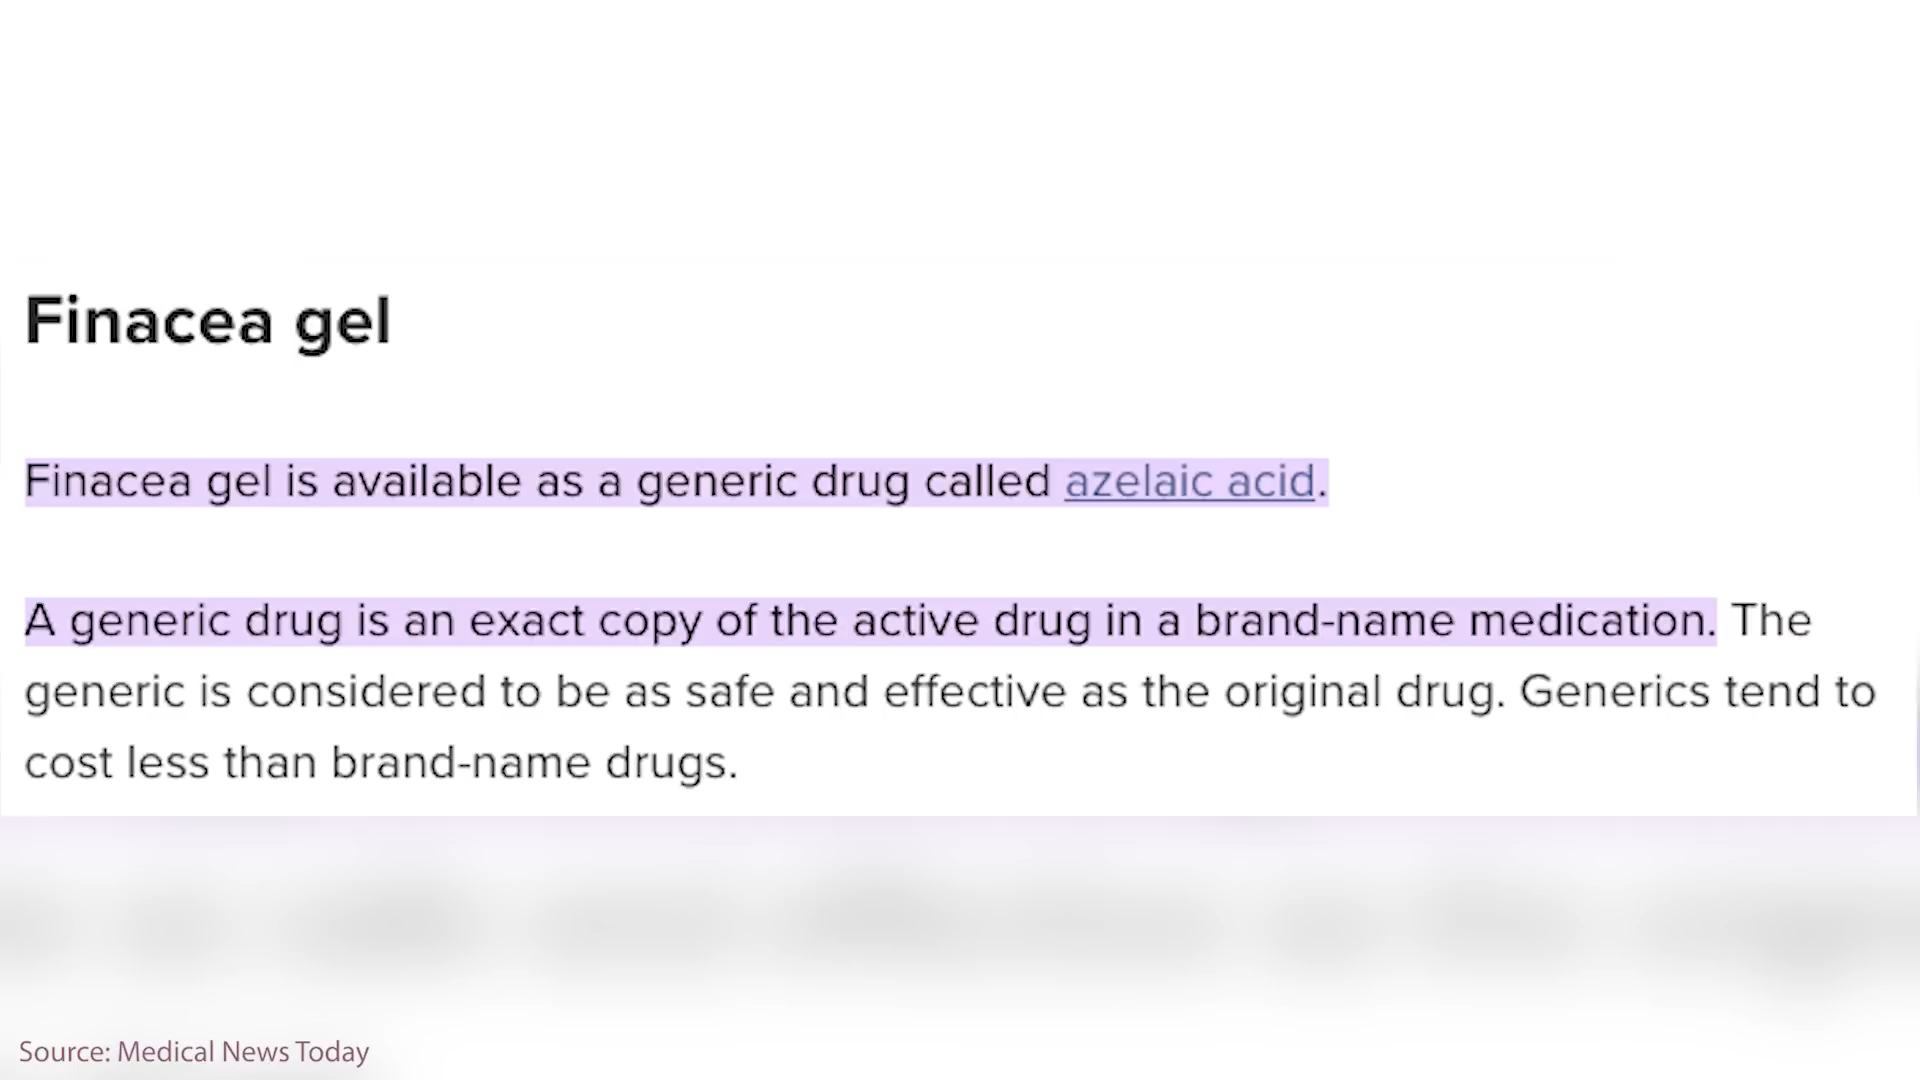 Finacea gel
Finacea gel is available as a generic drug called azelaic acid.
A generic drug is an exact copy of the active drug in a brand-name medication. The
generic is considered to be as safe and effective as the original drug. Generics tend to
cost less than brand-name drugs.
Source: Medical News Today